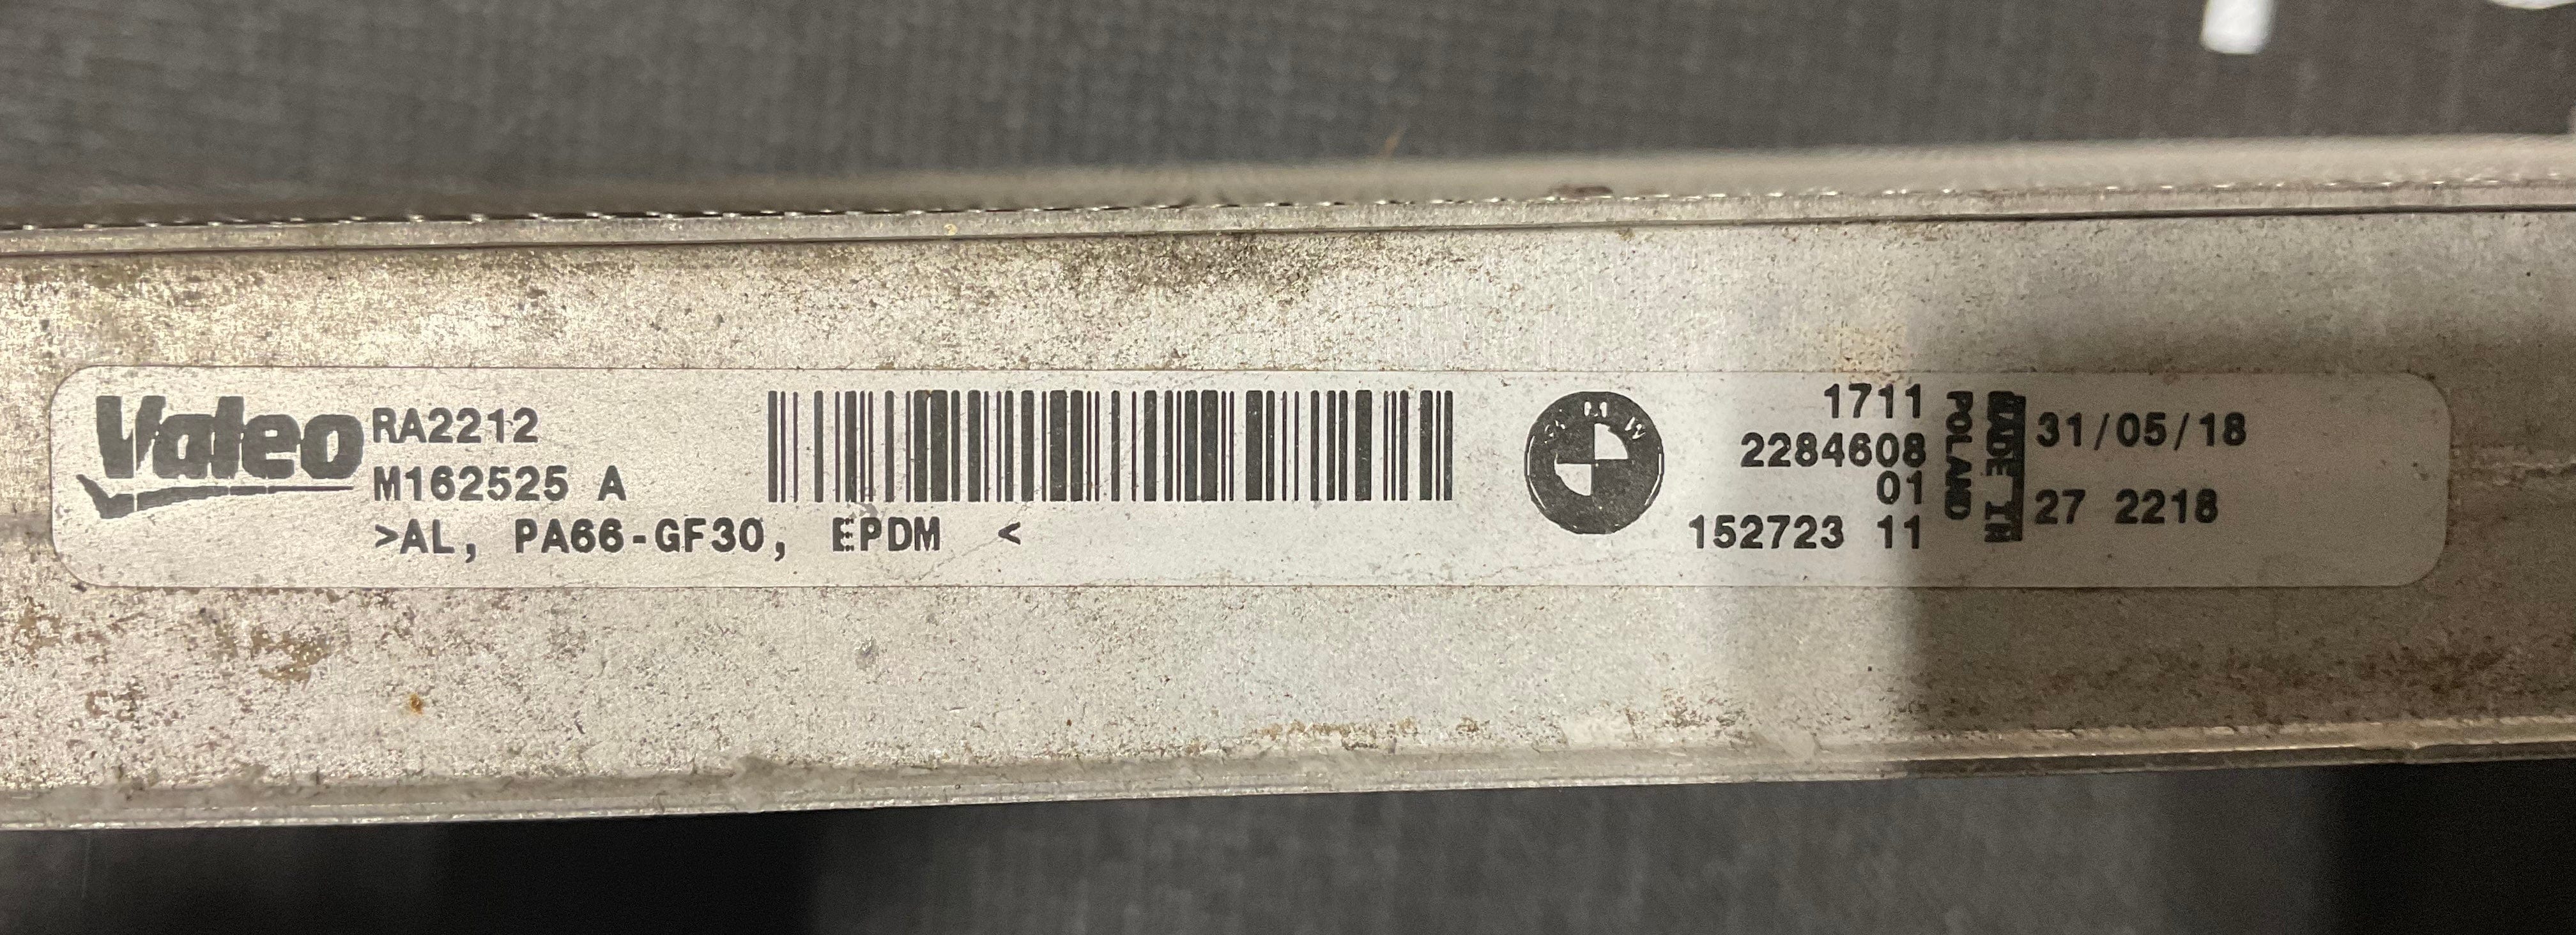 Valeo
RA2212
M162525 A
>AL, PA66-GF30, EPDM <
BMW
1711
2284608
01
152723 11
MADE IN
POLAND
31/05/18
27 2218